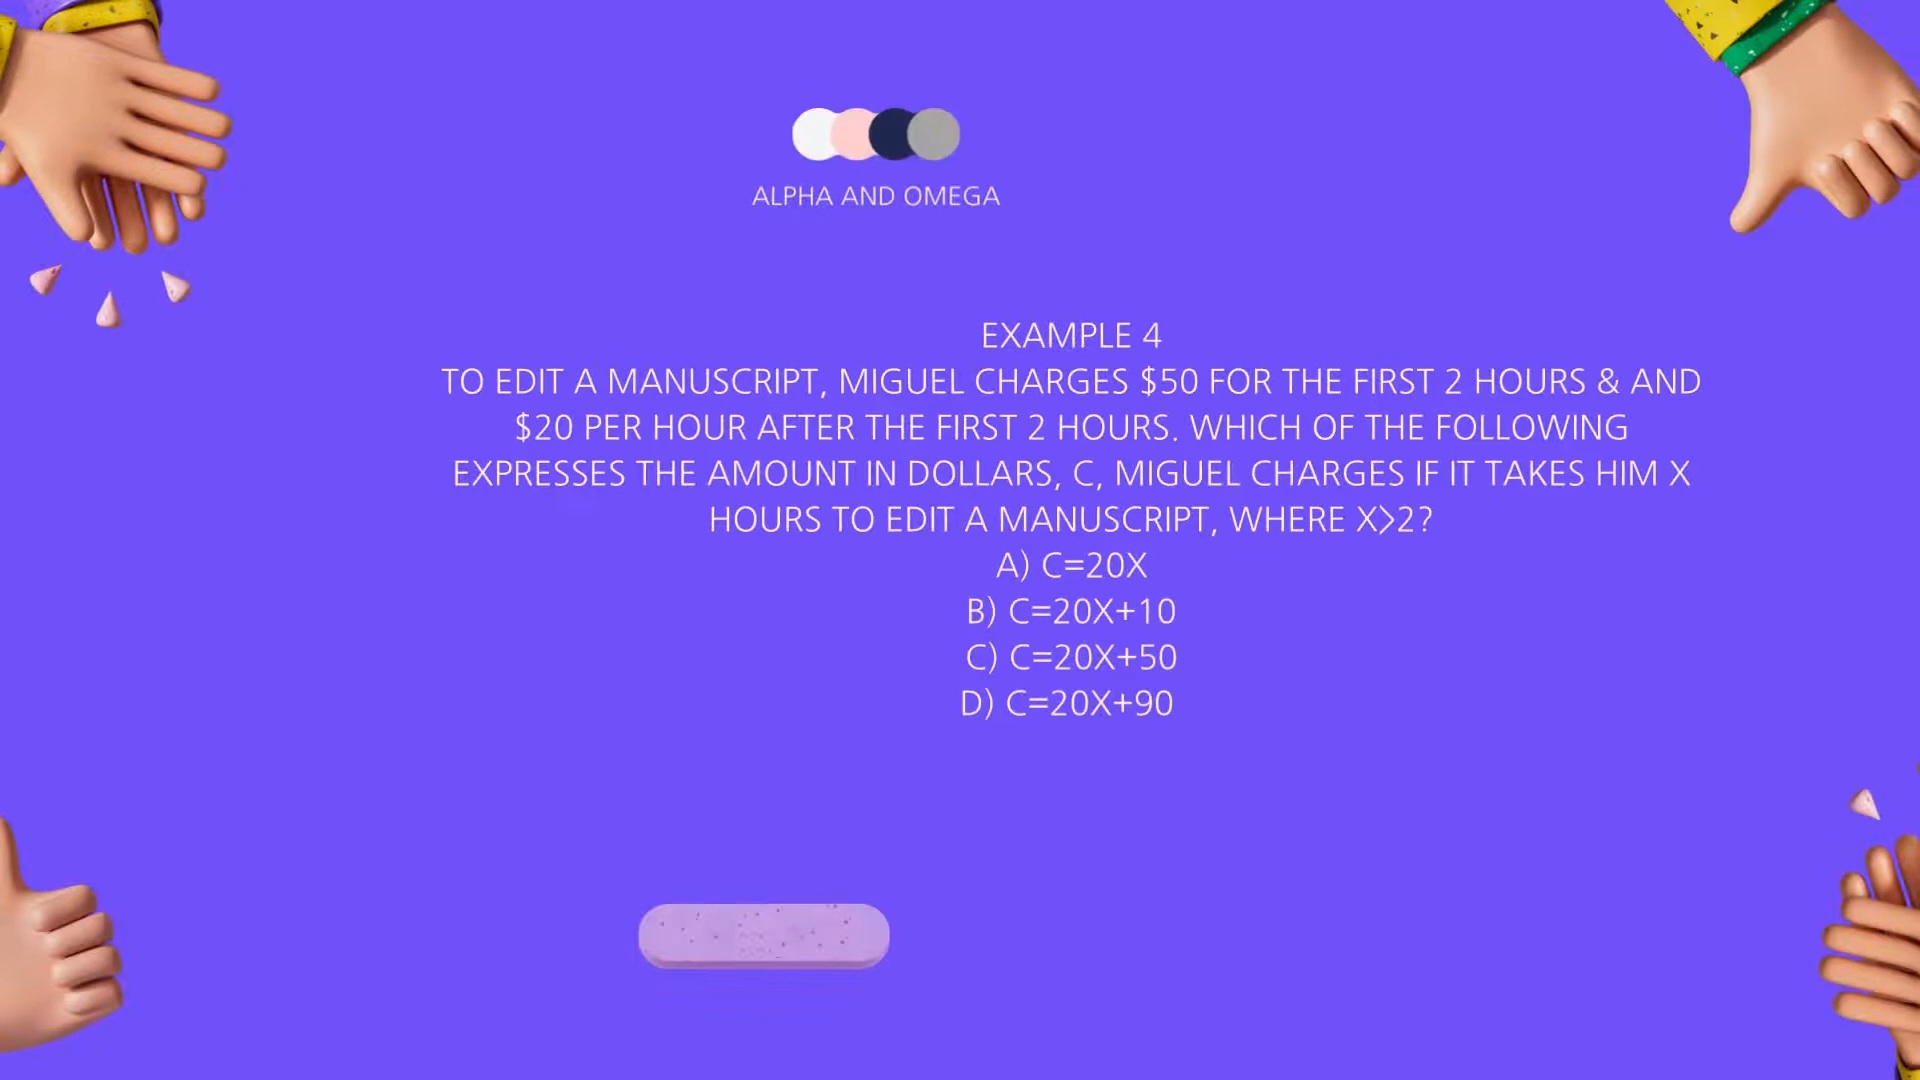 ALPHA AND OMEGA
EXAMPLE 4
TO EDIT A MANUSCRIPT, MIGUEL CHARGES $50 FOR THE FIRST 2 HOURS & AND
$20 PER HOUR AFTER THE FIRST 2 HOURS. WHICH OF THE FOLLOWING
EXPRESSES THE AMOUNT IN DOLLARS, C, MIGUEL CHARGES IF IT TAKES HIM X
HOURS TO EDIT A MANUSCRIPT, WHERE X>2?
A) C=20X
B) C=20X+10
C) C=20X+50
D) C=20X+90